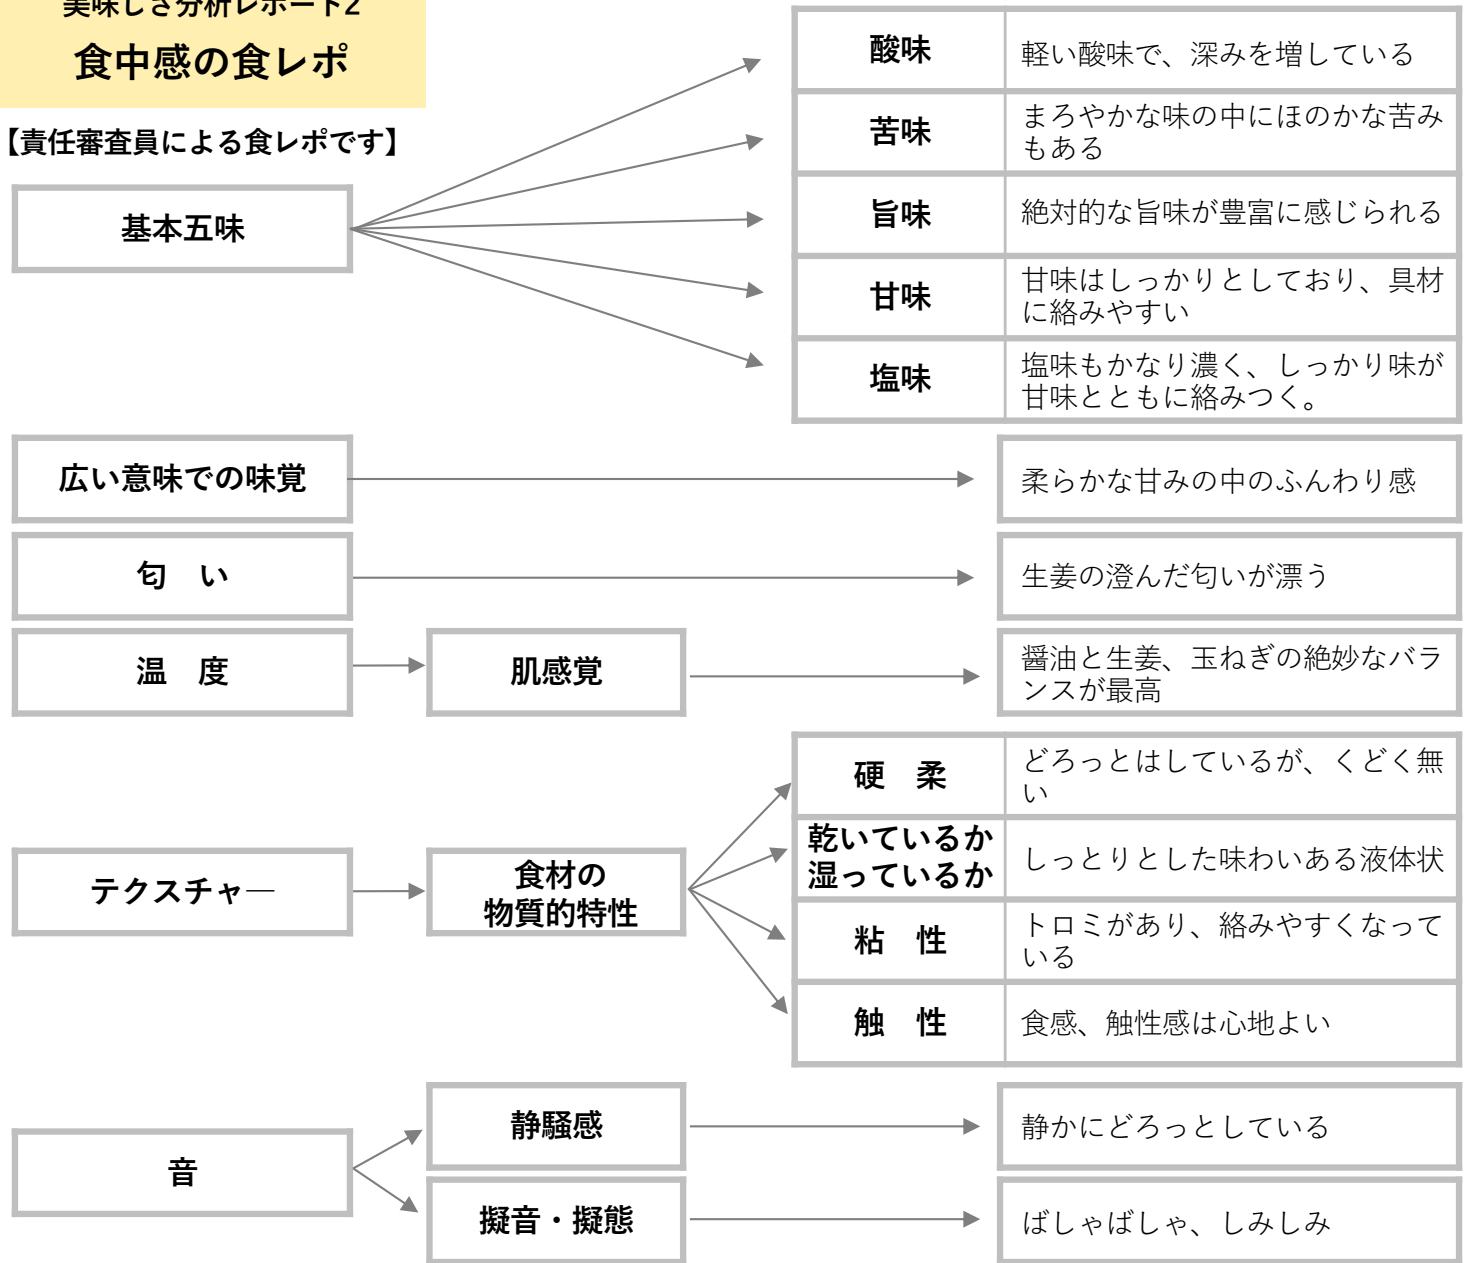 美味しさ分析レポート2
食中感の食レポ
【責任審査員による食レポです】
基本五味
酸味
軽い酸味で、深みを増している
苦味
まろやかな味の中にほのかな苦み
もある
旨味
絶対的な旨味が豊富に感じられる
甘味
甘味はしっかりとしており、具材
に絡みやすい
塩味
塩味もかなり濃く、しっかり味が
甘味とともに絡みつく。
広い意味での味覚
柔らかな甘みの中のふんわり感
匂　い
生姜の澄んだ匂いが漂う
温　度
肌感覚
醤油と生姜、玉ねぎの絶妙なバラ
ンスが最高
テクスチャ―
食材の
物質的特性
硬　柔
どろっとはしているが、くどく無
い
乾いているか
湿っているか
しっとりとした味わいある液体状
粘　性
トロミがあり、絡みやすくなって
いる
触　性
食感、触性感は心地よい
音
静騒感
静かにどろっとしている
擬音・擬態
ばしゃばしゃ、しみしみ